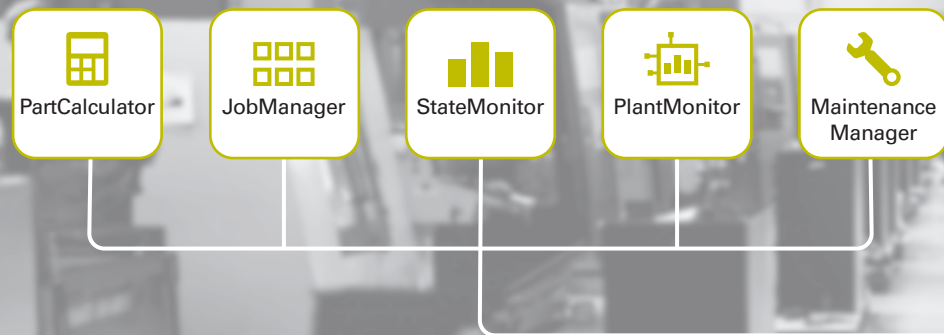 PartCalculator
JobManager
StateMonitor
PlantMonitor
Maintenance
Manager